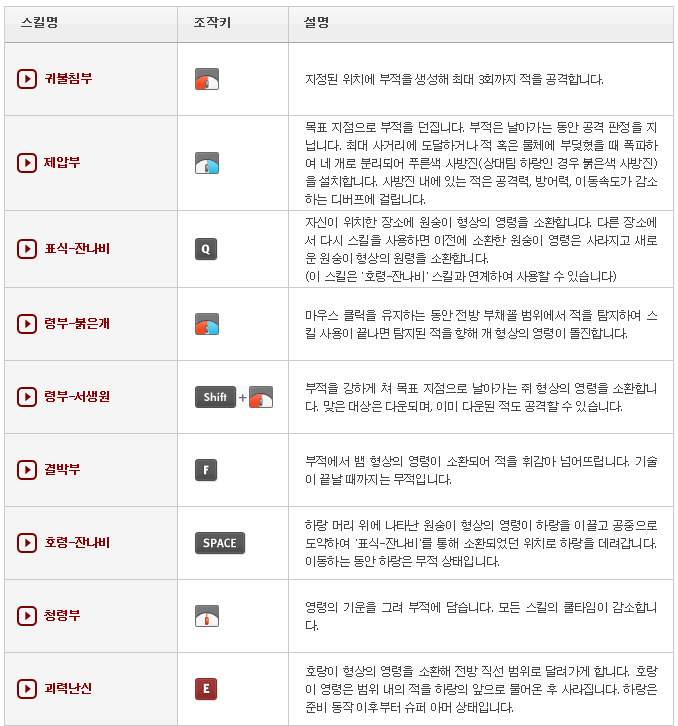 스킬명 조작키 설명
귀불침부
지정된 위치에 부적을 생성해 최대 3회까지 적을 공격합니다.
제압부
목표 지점으로 부적을 던집니다. 부적은 날아가는 동안 공격 판정을 지
닙니다. 최대 사거리에 도달하거나 적 혹은 물체에 부딪혔을 때 폭파하
여 네 개로 분리되어 푸른색 사방진(상대팀 하랑인 경우 붉은색 사방진)
을 설치합니다. 사방진 내에 있는 적은 공격력, 방어력, 이동속도가 감소
하는 디버프에 걸립니다.
표식-잔나비
Q
자신이 위치한 장소에 원숭이 형상의 영령을 소환합니다. 다른 장소에
서 다시 스킬을 사용하면 이전에 소환한 원숭이 영령은 사라지고 새로
운 원숭이 형상의 원령을 소환합니다.
(이 스킬은 '호령-잔나비' 스킬과 연계하여 사용할 수 있습니다)
령부-붉은개
마우스 클릭을 유지하는 동안 전방 부채꼴 범위에서 적을 탐지하여 스
킬 사용이 끝나면 탐지된 적을 향해 개 형상의 영령이 돌진합니다.
령부-서생원
Shift +
부적을 강하게 쳐 목표 지점으로 날아가는 쥐 형상의 영령을 소환합니
다. 맞은 대상은 다운되며, 이미 다운된 적도 공격할 수 있습니다.
결박부
F
부적에서 뱀 형상의 영령이 소환되어 적을 휘감아 넘어뜨립니다. 기술
이 끝날 때까지는 무적입니다.
호령-잔나비
SPACE
하랑 머리 위에 나타난 원숭이 형상의 영령이 하랑을 이끌고 공중으로
도약하여 '표식-잔나비'를 통해 소환되었던 위치로 하랑을 데려갑니다.
이동하는 동안 하랑은 무적 상태입니다.
청령부
영령의 기운을 그려 부적에 담습니다. 모든 스킬의 쿨타임이 감소합니
다.
괴력난신
E
호랑이 형상의 영령을 소환해 전방 직선 범위로 달려가게 합니다. 호랑
이 영령은 범위 내의 적을 하랑의 앞으로 물어온 후 사라집니다. 하랑은
준비 동작 이후부터 슈퍼 아머 상태입니다.